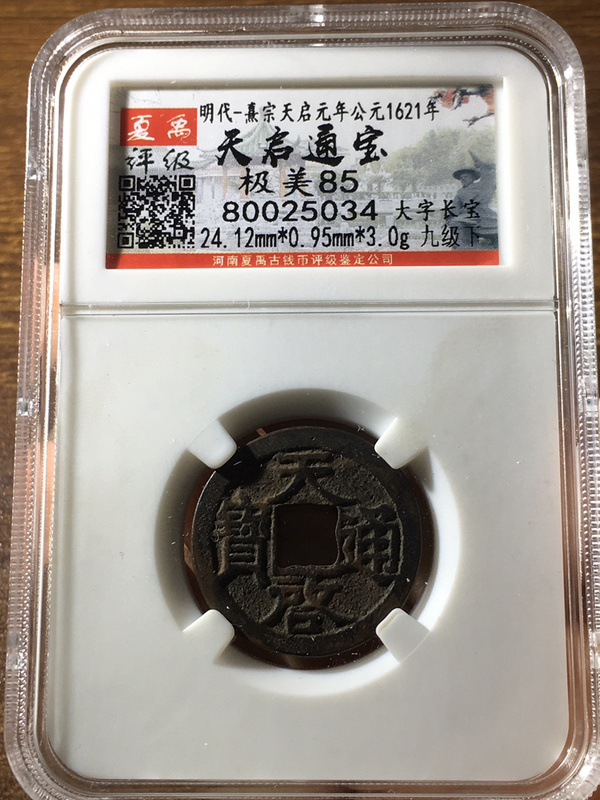 夏禹
评级
明代-熹宗天启元年公元1621年
天启通宝
极美85
80025034 大字长宝
24.12mm*0.95mm*3.0g 九级下
河南夏禹古钱币评级鉴定公司
天啓通寶